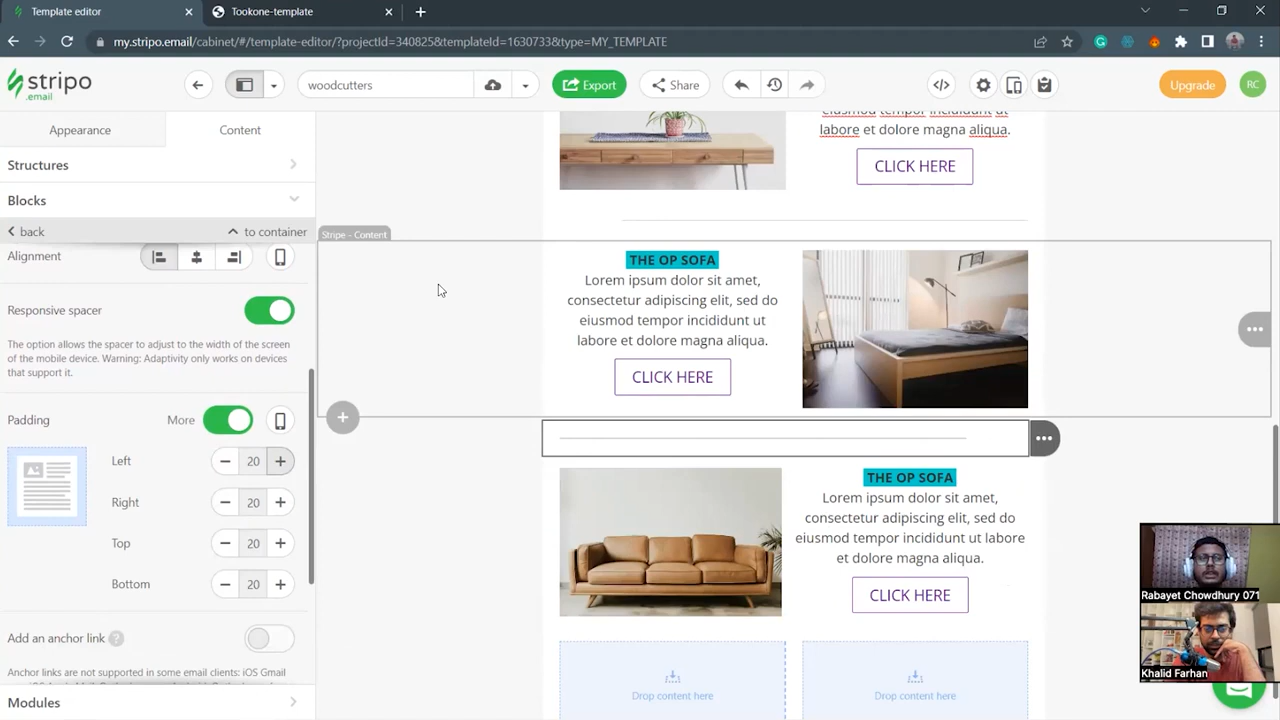 Template editor
Tookone-template
my.stripo.email/cabinet/#/template-editor/?projectId=340825&templateId=1630733&type=MY_TEMPLATE
stripo
.email
woodcutters
Export
Share
Upgrade
RC
Appearance
Content
Structures
Blocks
back
to container
Alignment
Responsive spacer
The option allows the spacer to adjust to the width of the screen
of the mobile device. Warning: Adaptivity only works on devices
that support it.
Padding
More
Left
20
Right
20
Top
20
Bottom
20
Add an anchor link
Anchor links are not supported in some email clients: iOS Gmail
Modules
eiusmod tempor incididunt ut
labore et dolore magna aliqua.
CLICK HERE
Stripe - Content
THE OP SOFA
Lorem ipsum dolor sit amet,
consectetur adipiscing elit, sed do
eiusmod tempor incididunt ut
labore et dolore magna aliqua.
CLICK HERE
THE OP SOFA
Lorem ipsum dolor sit amet,
consectetur adipiscing elit, sed do
eiusmod tempor incididunt ut labore
et dolore magna aliqua.
CLICK HERE
Drop content here
Drop content here
Rabayet Chowdhury 071
Khalid Farhan